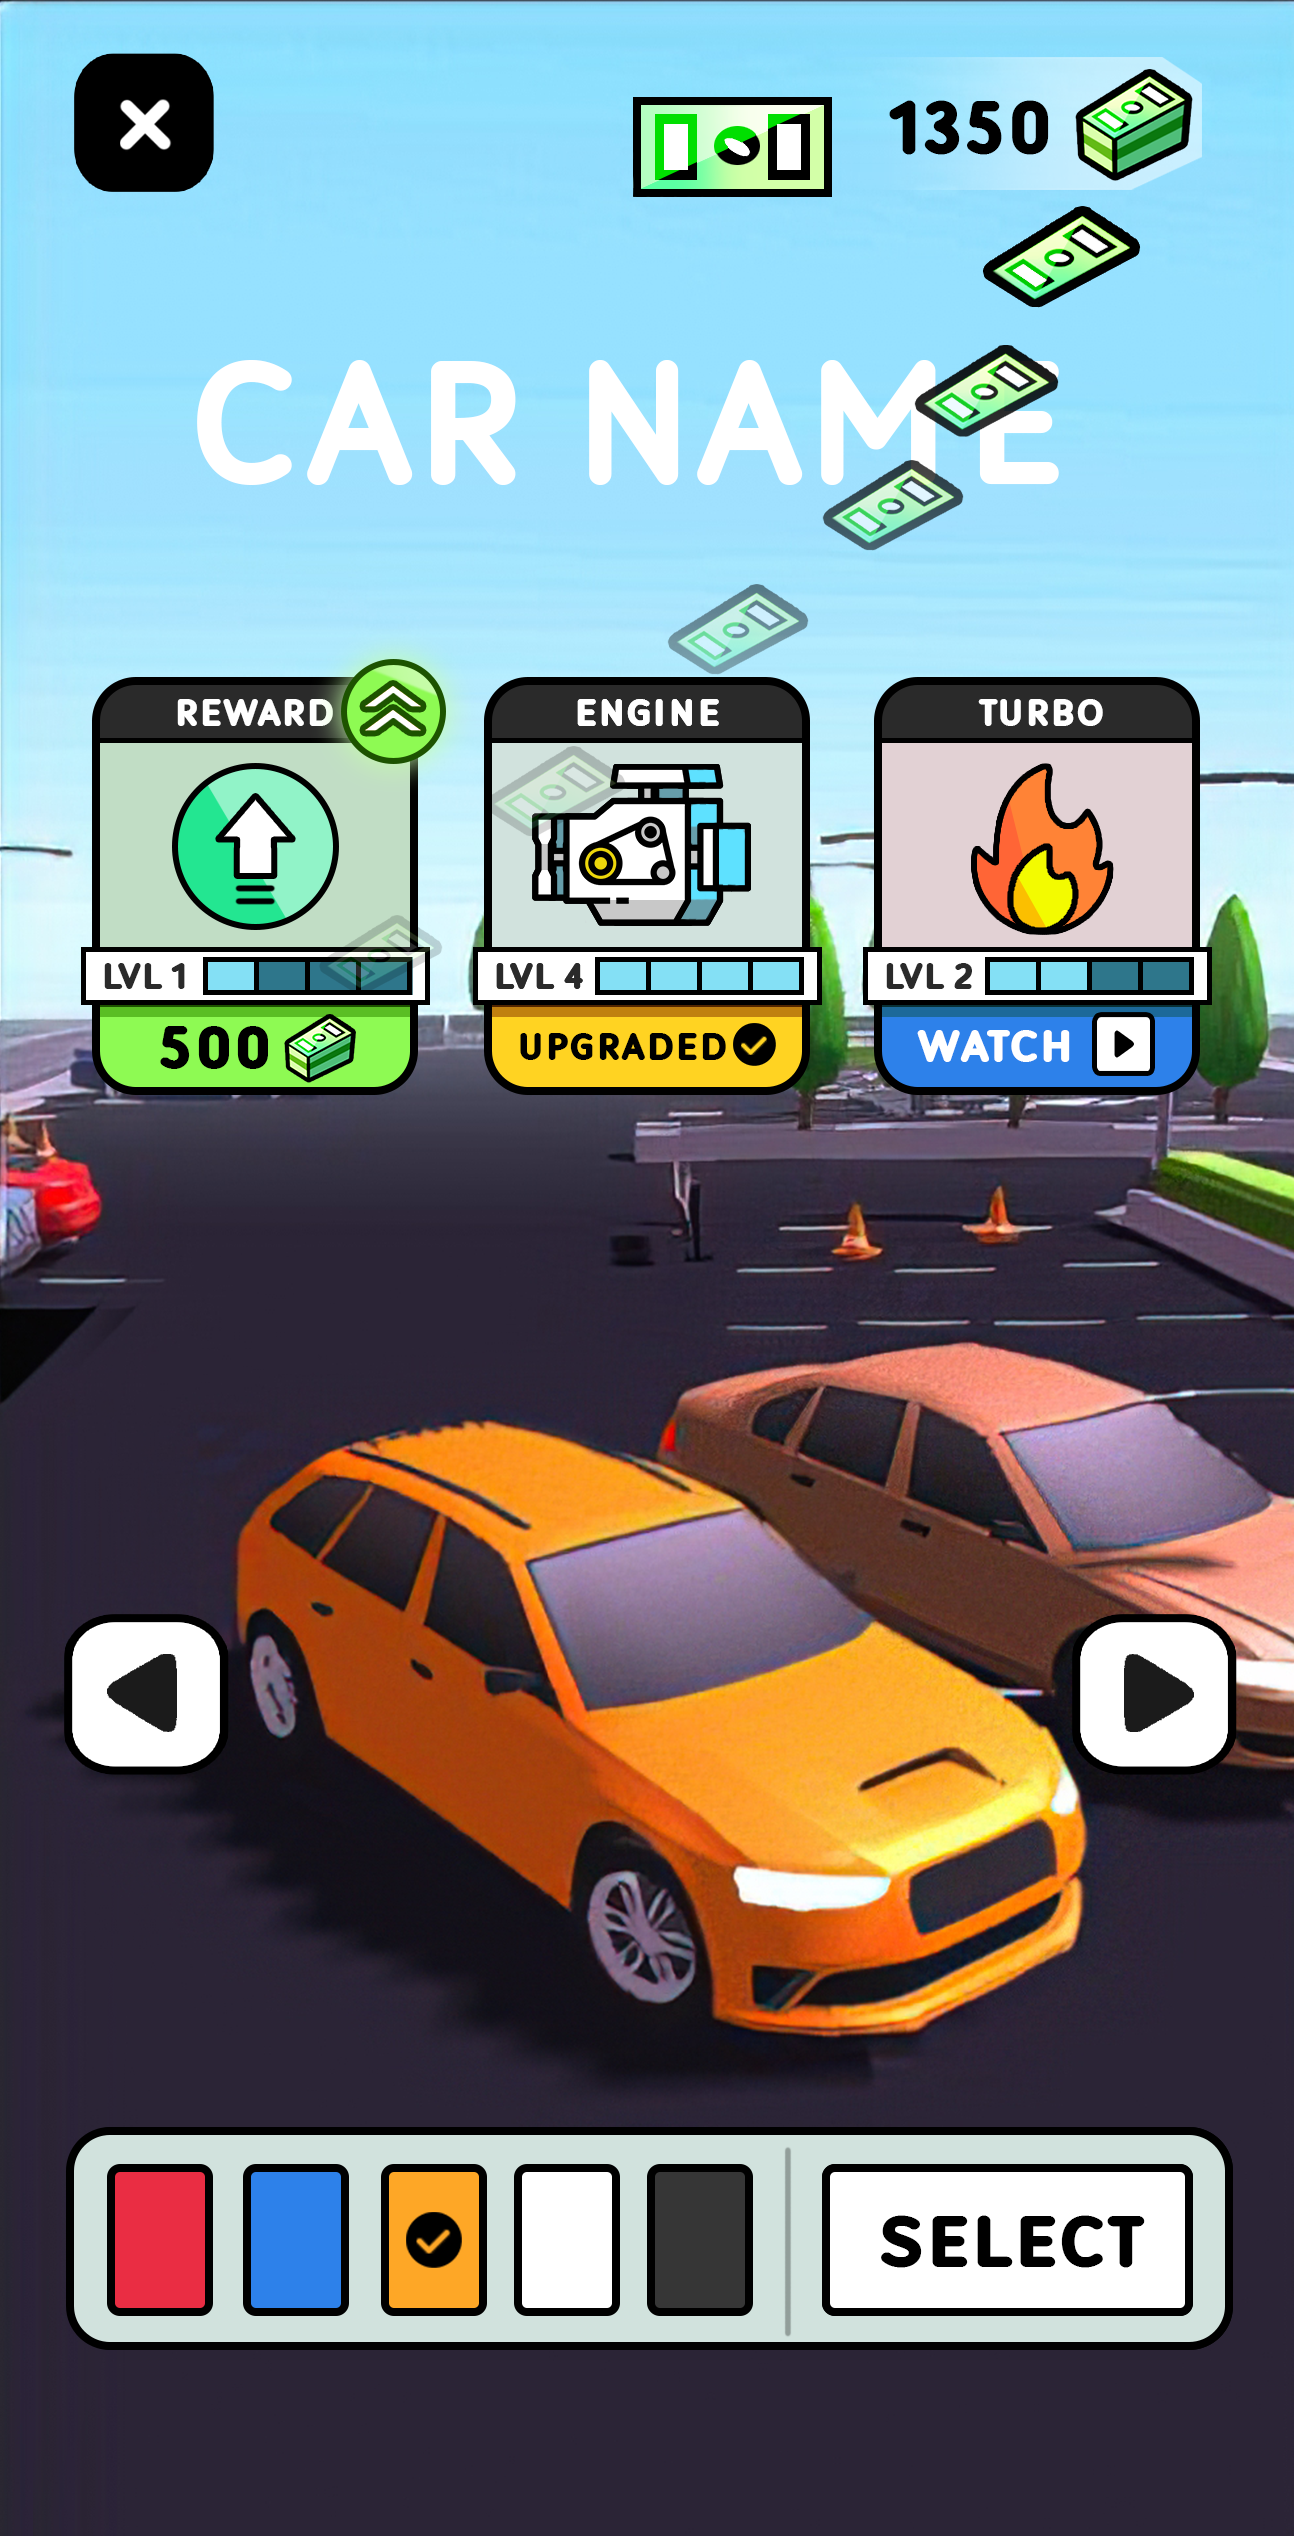 1350
CAR NAME
REWARD
ENGINE
TURBO
LVL 1
LVL 4
LVL 2
500
UPGRADED
WATCH
SELECT